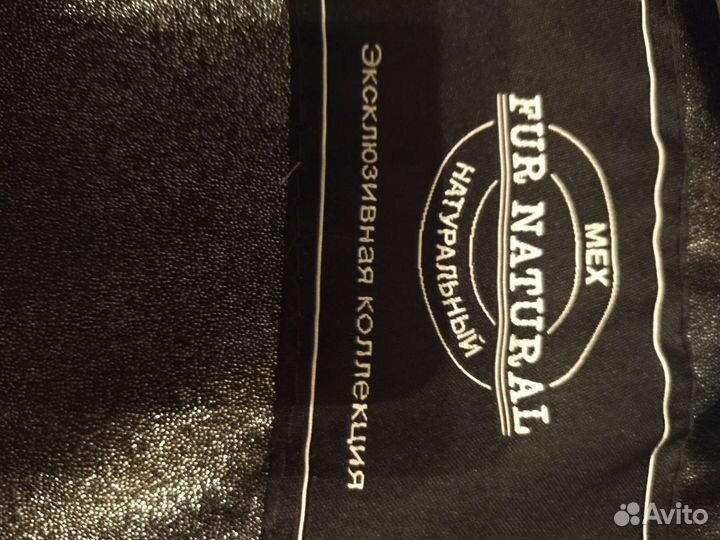 МЕХ
FUR NATURAL
НАТУРАЛЬНЫЙ
Эксклюзивная коллекция
Avito